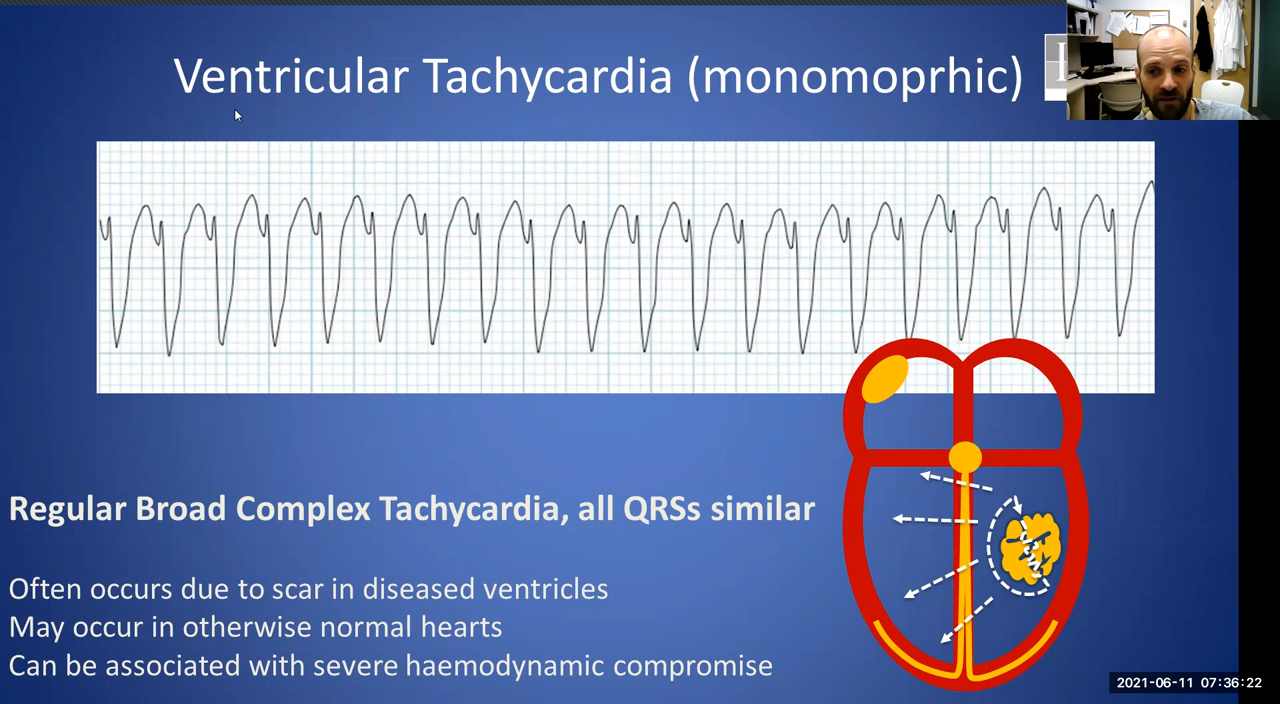 Ventricular Tachycardia (monomoprhic)
Regular Broad Complex Tachycardia, all QRSs similar
Often occurs due to scar in diseased ventricles
May occur in otherwise normal hearts
Can be associated with severe haemodynamic compromise
2021-06-11 07:36:22